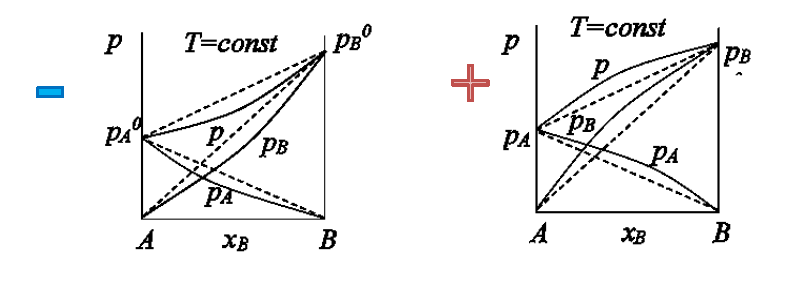 p T=const p_B^0
p_A^0
p
p_B
p_A
A x_B B
p T=const
p p_B
p_A p_B
p_A
A x_B B